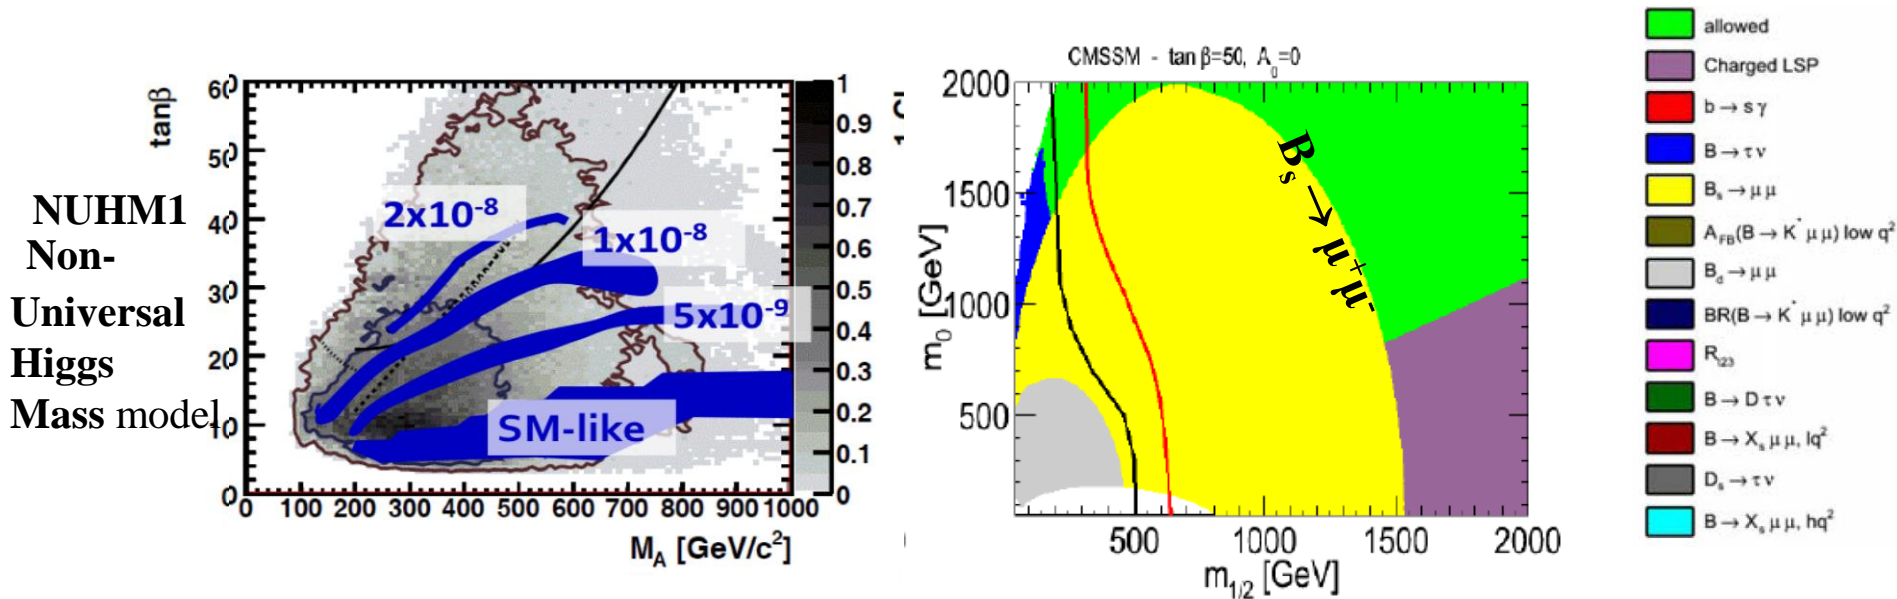 NUHM1
Non-
Universal
Higgs
Mass model
tanβ
60
50
40
30
20
10
0
0 100 200 300 400 500 600 700 800 900 1000
M_A [GeV/c²]
2x10⁻⁸
1x10⁻⁸
5x10⁻⁹
SM-like
1
0.9
0.8
0.7
0.6
0.5
0.4
0.3
0.2
0.1
0
CMSSM - tan β=50, A₀=0
m₀ [GeV]
2000
1500
1000
500
500 1000 1500 2000
m₁/₂ [GeV]
Bₛ → μ⁺μ⁻
allowed
Charged LSP
b → s γ
B → τ ν
Bₛ → μ μ
A_FB(B → K* μ μ) low q²
B_d → μ μ
BR(B → K* μ μ) low q²
R_l23
B → D τ ν
B → Xₛ μ μ, lq²
Dₛ → τ ν
B → Xₛ μ μ, hq²